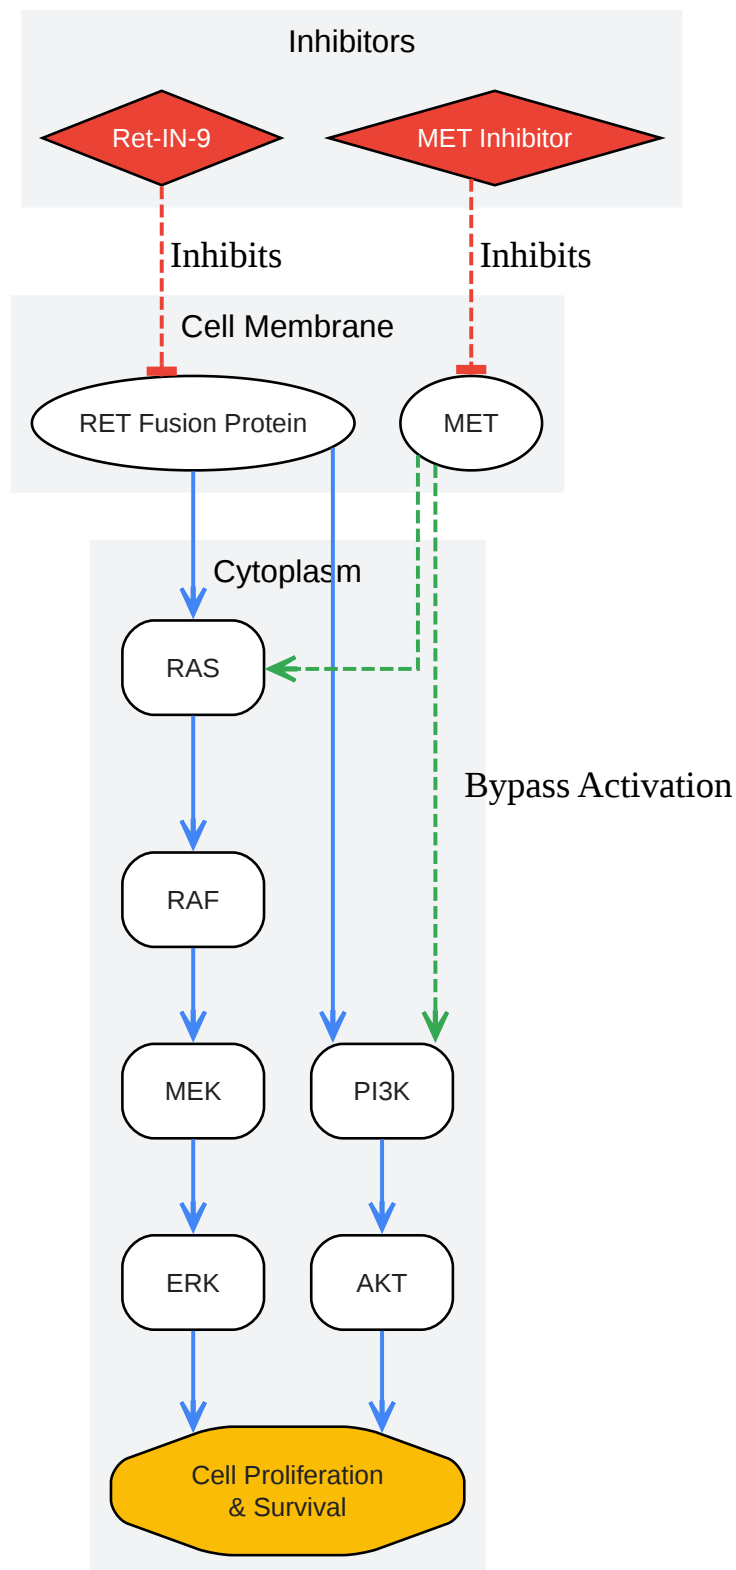 Inhibitors
Ret-IN-9
MET Inhibitor
Inhibits
Inhibits
Cell Membrane
RET Fusion Protein
MET
Cytoplasm
RAS
Bypass Activation
RAF
MEK
PI3K
ERK
AKT
Cell Proliferation
& Survival